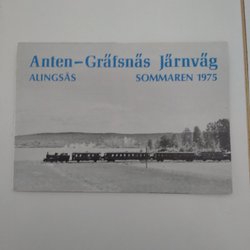 Anten–Gräfsnäs Järnväg
ALINGSÅS SOMMAREN 1975